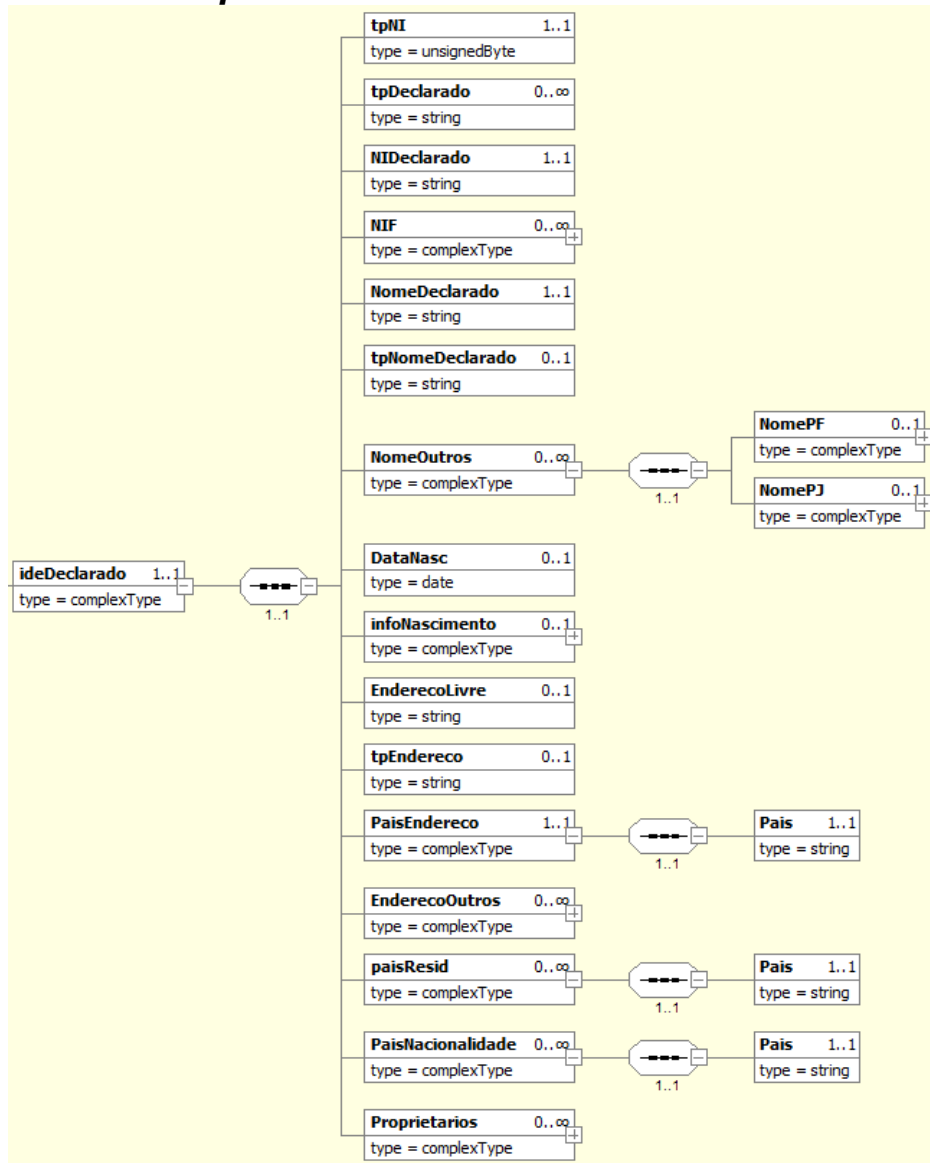 tpNI 1..1
type = unsignedByte
tpDeclarado 0..∞
type = string
NIDeclarado 1..1
type = string
NIF 0..∞
type = complexType
NomeDeclarado 1..1
type = string
tpNomeDeclarado 0..1
type = string
NomeOutros 0..∞
type = complexType
1..1
NomePF 0..1
type = complexType
NomePJ 0..1
type = complexType
ideDeclarado 1..1
type = complexType
1..1
DataNasc 0..1
type = date
infoNascimento 0..1
type = complexType
EnderecoLivre 0..1
type = string
tpEndereco 0..1
type = string
PaisEndereco 1..1
type = complexType
1..1
Pais 1..1
type = string
EnderecoOutros 0..∞
type = complexType
paisResid 0..∞
type = complexType
1..1
Pais 1..1
type = string
PaisNacionalidade 0..∞
type = complexType
1..1
Pais 1..1
type = string
Proprietarios 0..∞
type = complexType